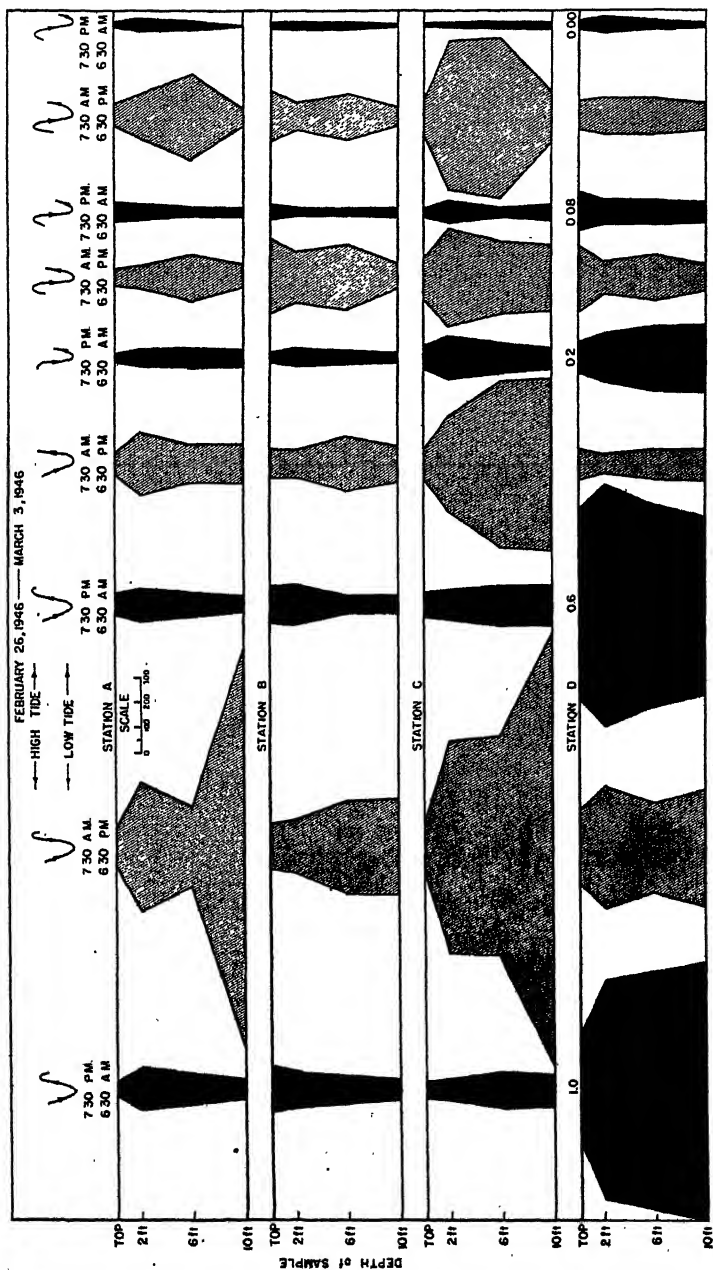 FEBRUARY 26, 1946 — MARCH 3, 1946
HIGH TIDE
LOW TIDE
7 30 PM. 7 30 A M. 7 30 PM 7 30 A M. 7 30 PM. 7 30 A M. 7 30 PM. 7 30 AM 7 30 PM.
6 30 AM 6 30 PM 6 30 AM 6 30 PM 6 30 AM 6 30 PM 6 30 AM 6 30 PM 6 30 AM
STATION A
SCALE
0 200
TOP
2 ft
6 ft
10 ft
STATION B
TOP
2 ft
6 ft
10 ft
STATION C
TOP
2 ft
6 ft
10 ft
1.0 0.6 0.2 0.08 0.00
STATION D
TOP
2 ft
6 ft
10 ft
DEPTH of SAMPLE